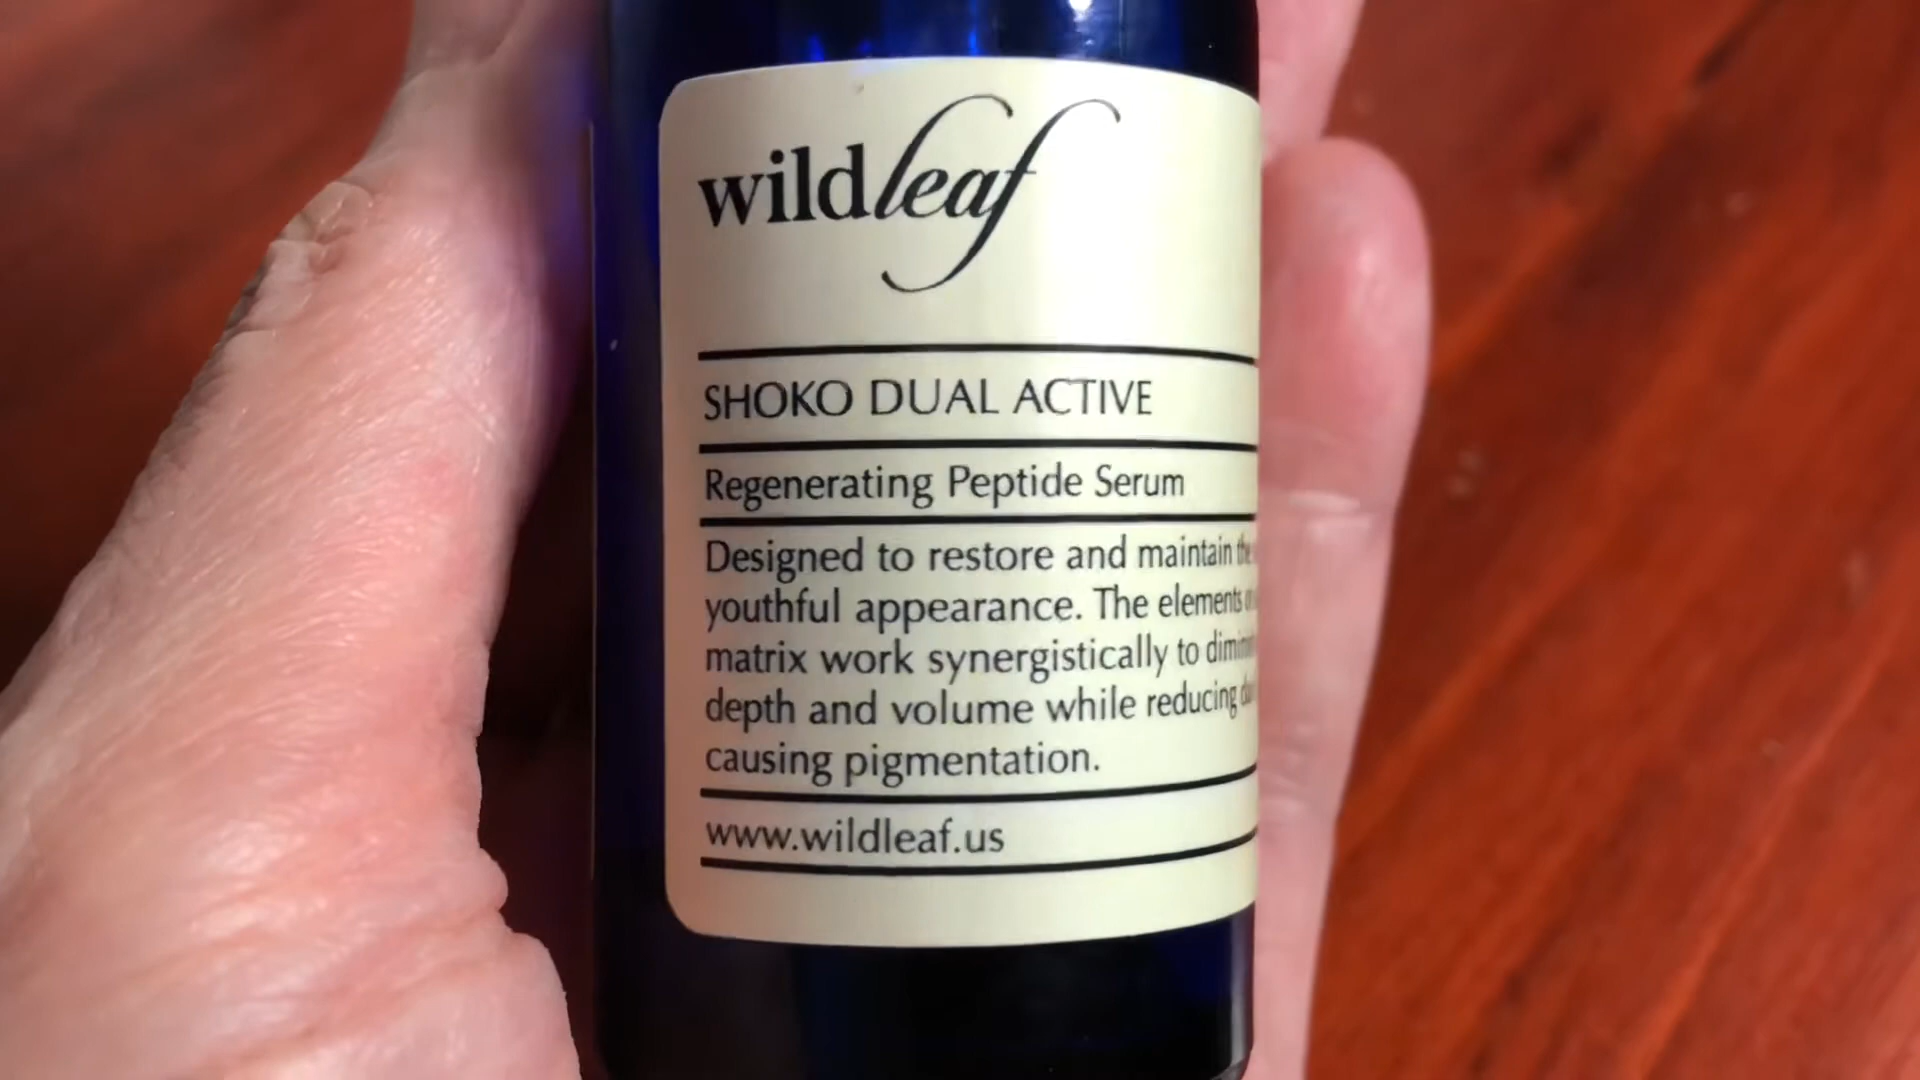 wildleaf
SHOKO DUAL ACTIVE
Regenerating Peptide Serum
Designed to restore and maintain the
youthful appearance. The elements
matrix work synergistically to
depth and volume while reducing
causing pigmentation.
www.wildleaf.us